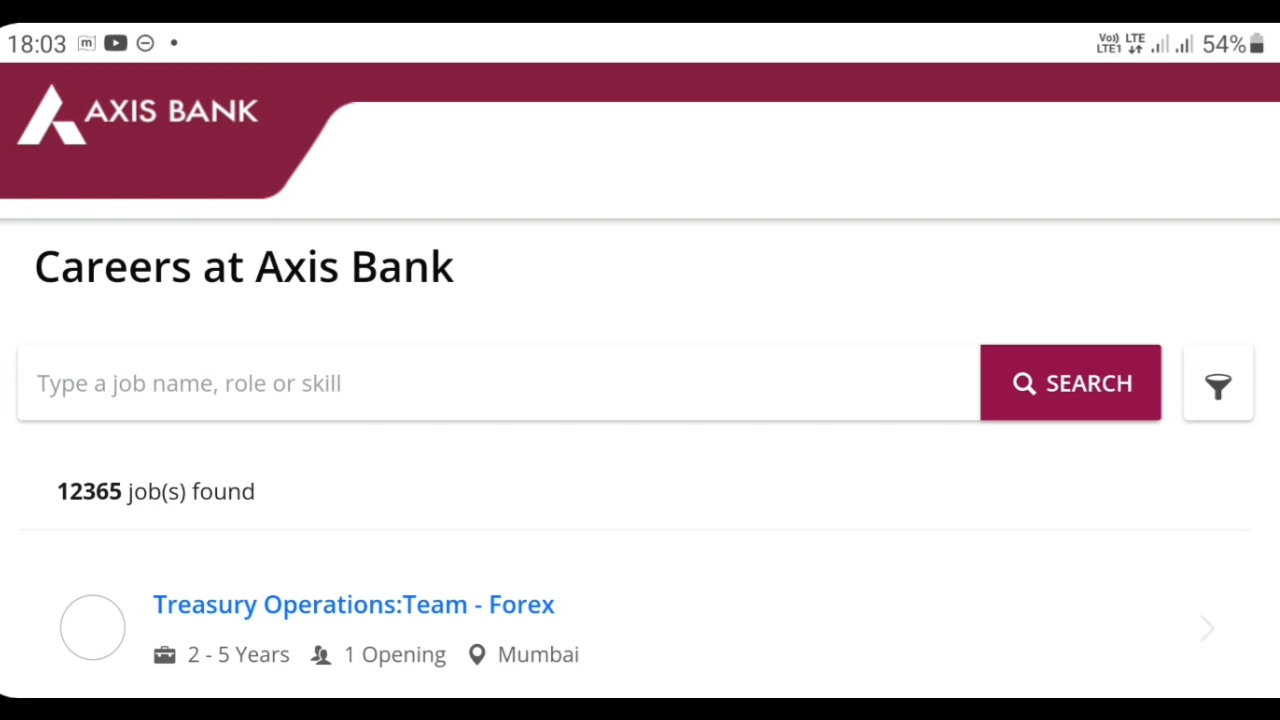 18:03 m Vo)) LTE LTE1 54%
AXIS BANK
Careers at Axis Bank
Type a job name, role or skill SEARCH
12365 job(s) found
Treasury Operations:Team - Forex
2 - 5 Years 1 Opening Mumbai